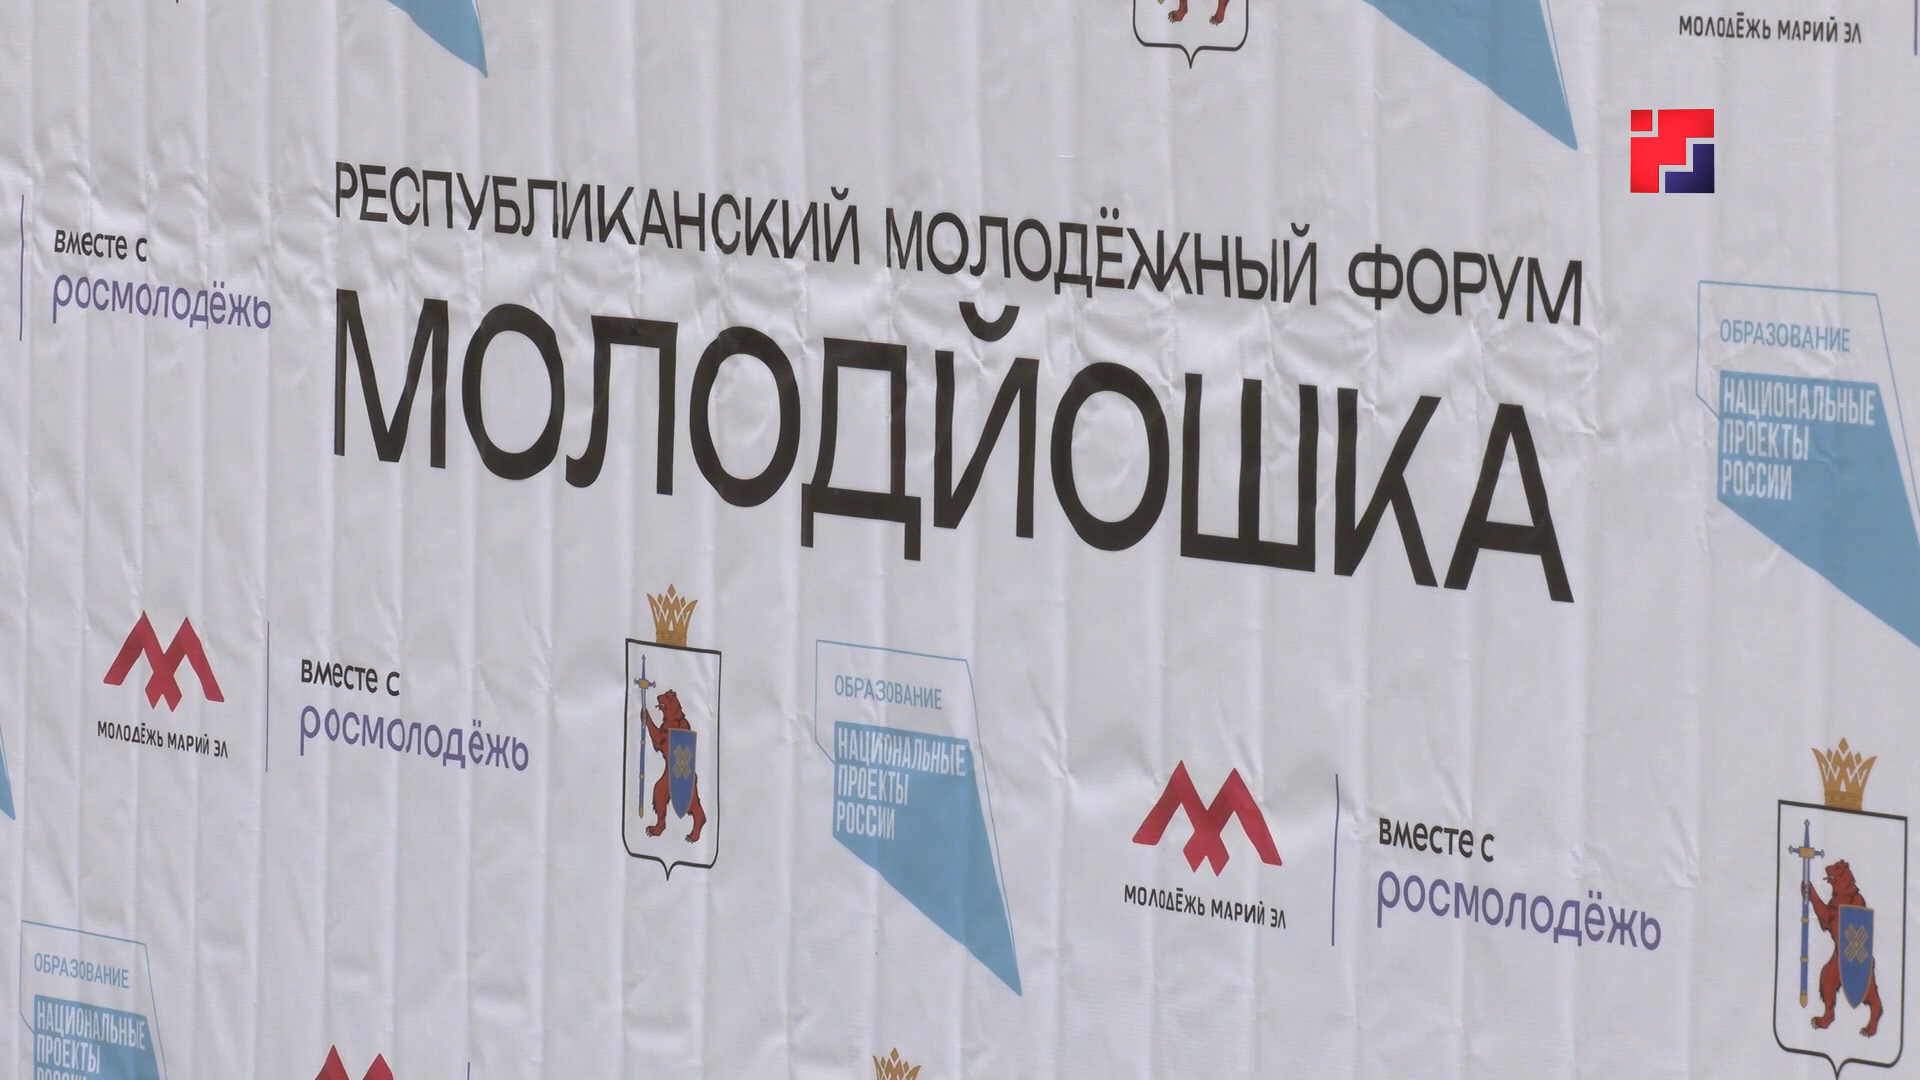 МОЛОДЁЖЬ МАРИЙ ЭЛ
РЕСПУБЛИКАНСКИЙ МОЛОДЁЖНЫЙ ФОРУМ
МОЛОДЙОШКА
вместе с
росмолодёжь
ОБРАЗОВАНИЕ
НАЦИОНАЛЬНЫЕ
ПРОЕКТЫ
РОССИИ
МОЛОДЁЖЬ МАРИЙ ЭЛ
вместе с
росмолодёжь
ОБРАЗОВАНИЕ
НАЦИОНАЛЬНЫЕ
ПРОЕКТЫ
РОССИИ
МОЛОДЁЖЬ МАРИЙ ЭЛ
вместе с
росмолодёжь
ОБРАЗОВАНИЕ
НАЦИОНАЛЬНЫЕ
ПРОЕКТЫ